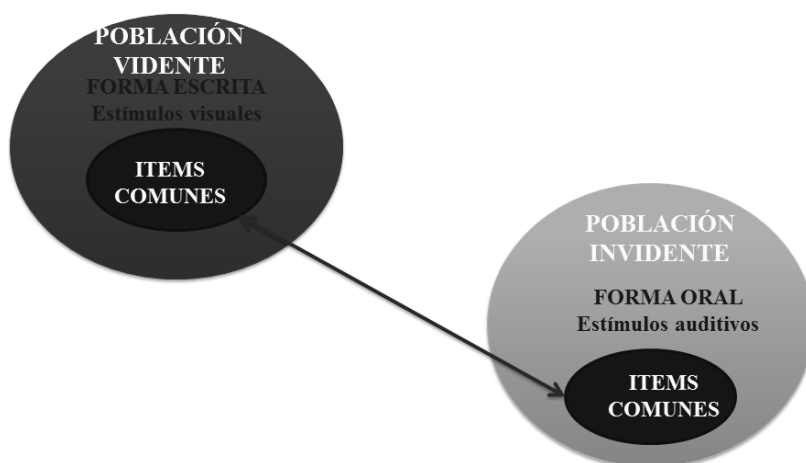 POBLACIÓN
VIDENTE
FORMA ESCRITA
Estímulos visuales
ITEMS
COMUNES
POBLACIÓN
INVIDENTE
FORMA ORAL
Estímulos auditivos
ITEMS
COMUNES